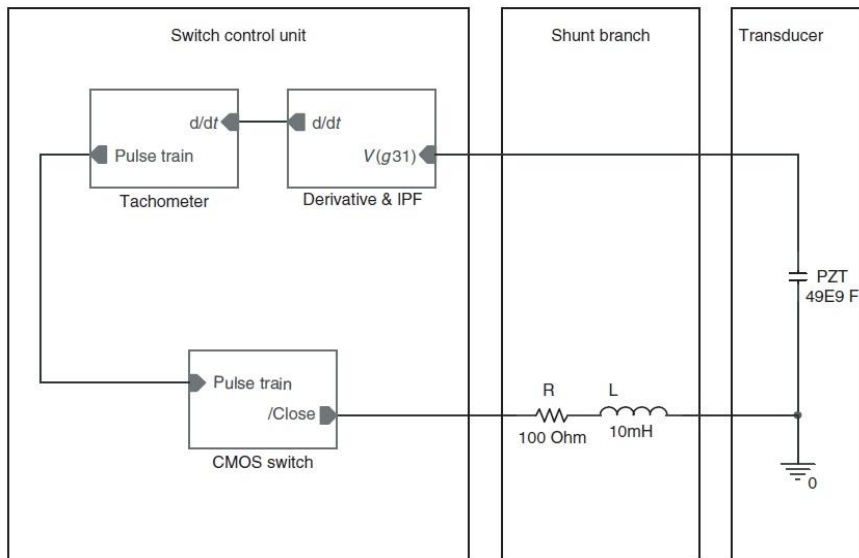 Switch control unit
Shunt branch
Transducer
d/dt
d/dt
Pulse train
V(g31)
Tachometer
Derivative & IPF
PZT
49E9 F
Pulse train
/Close
CMOS switch
R
L
100 Ohm
10mH
0